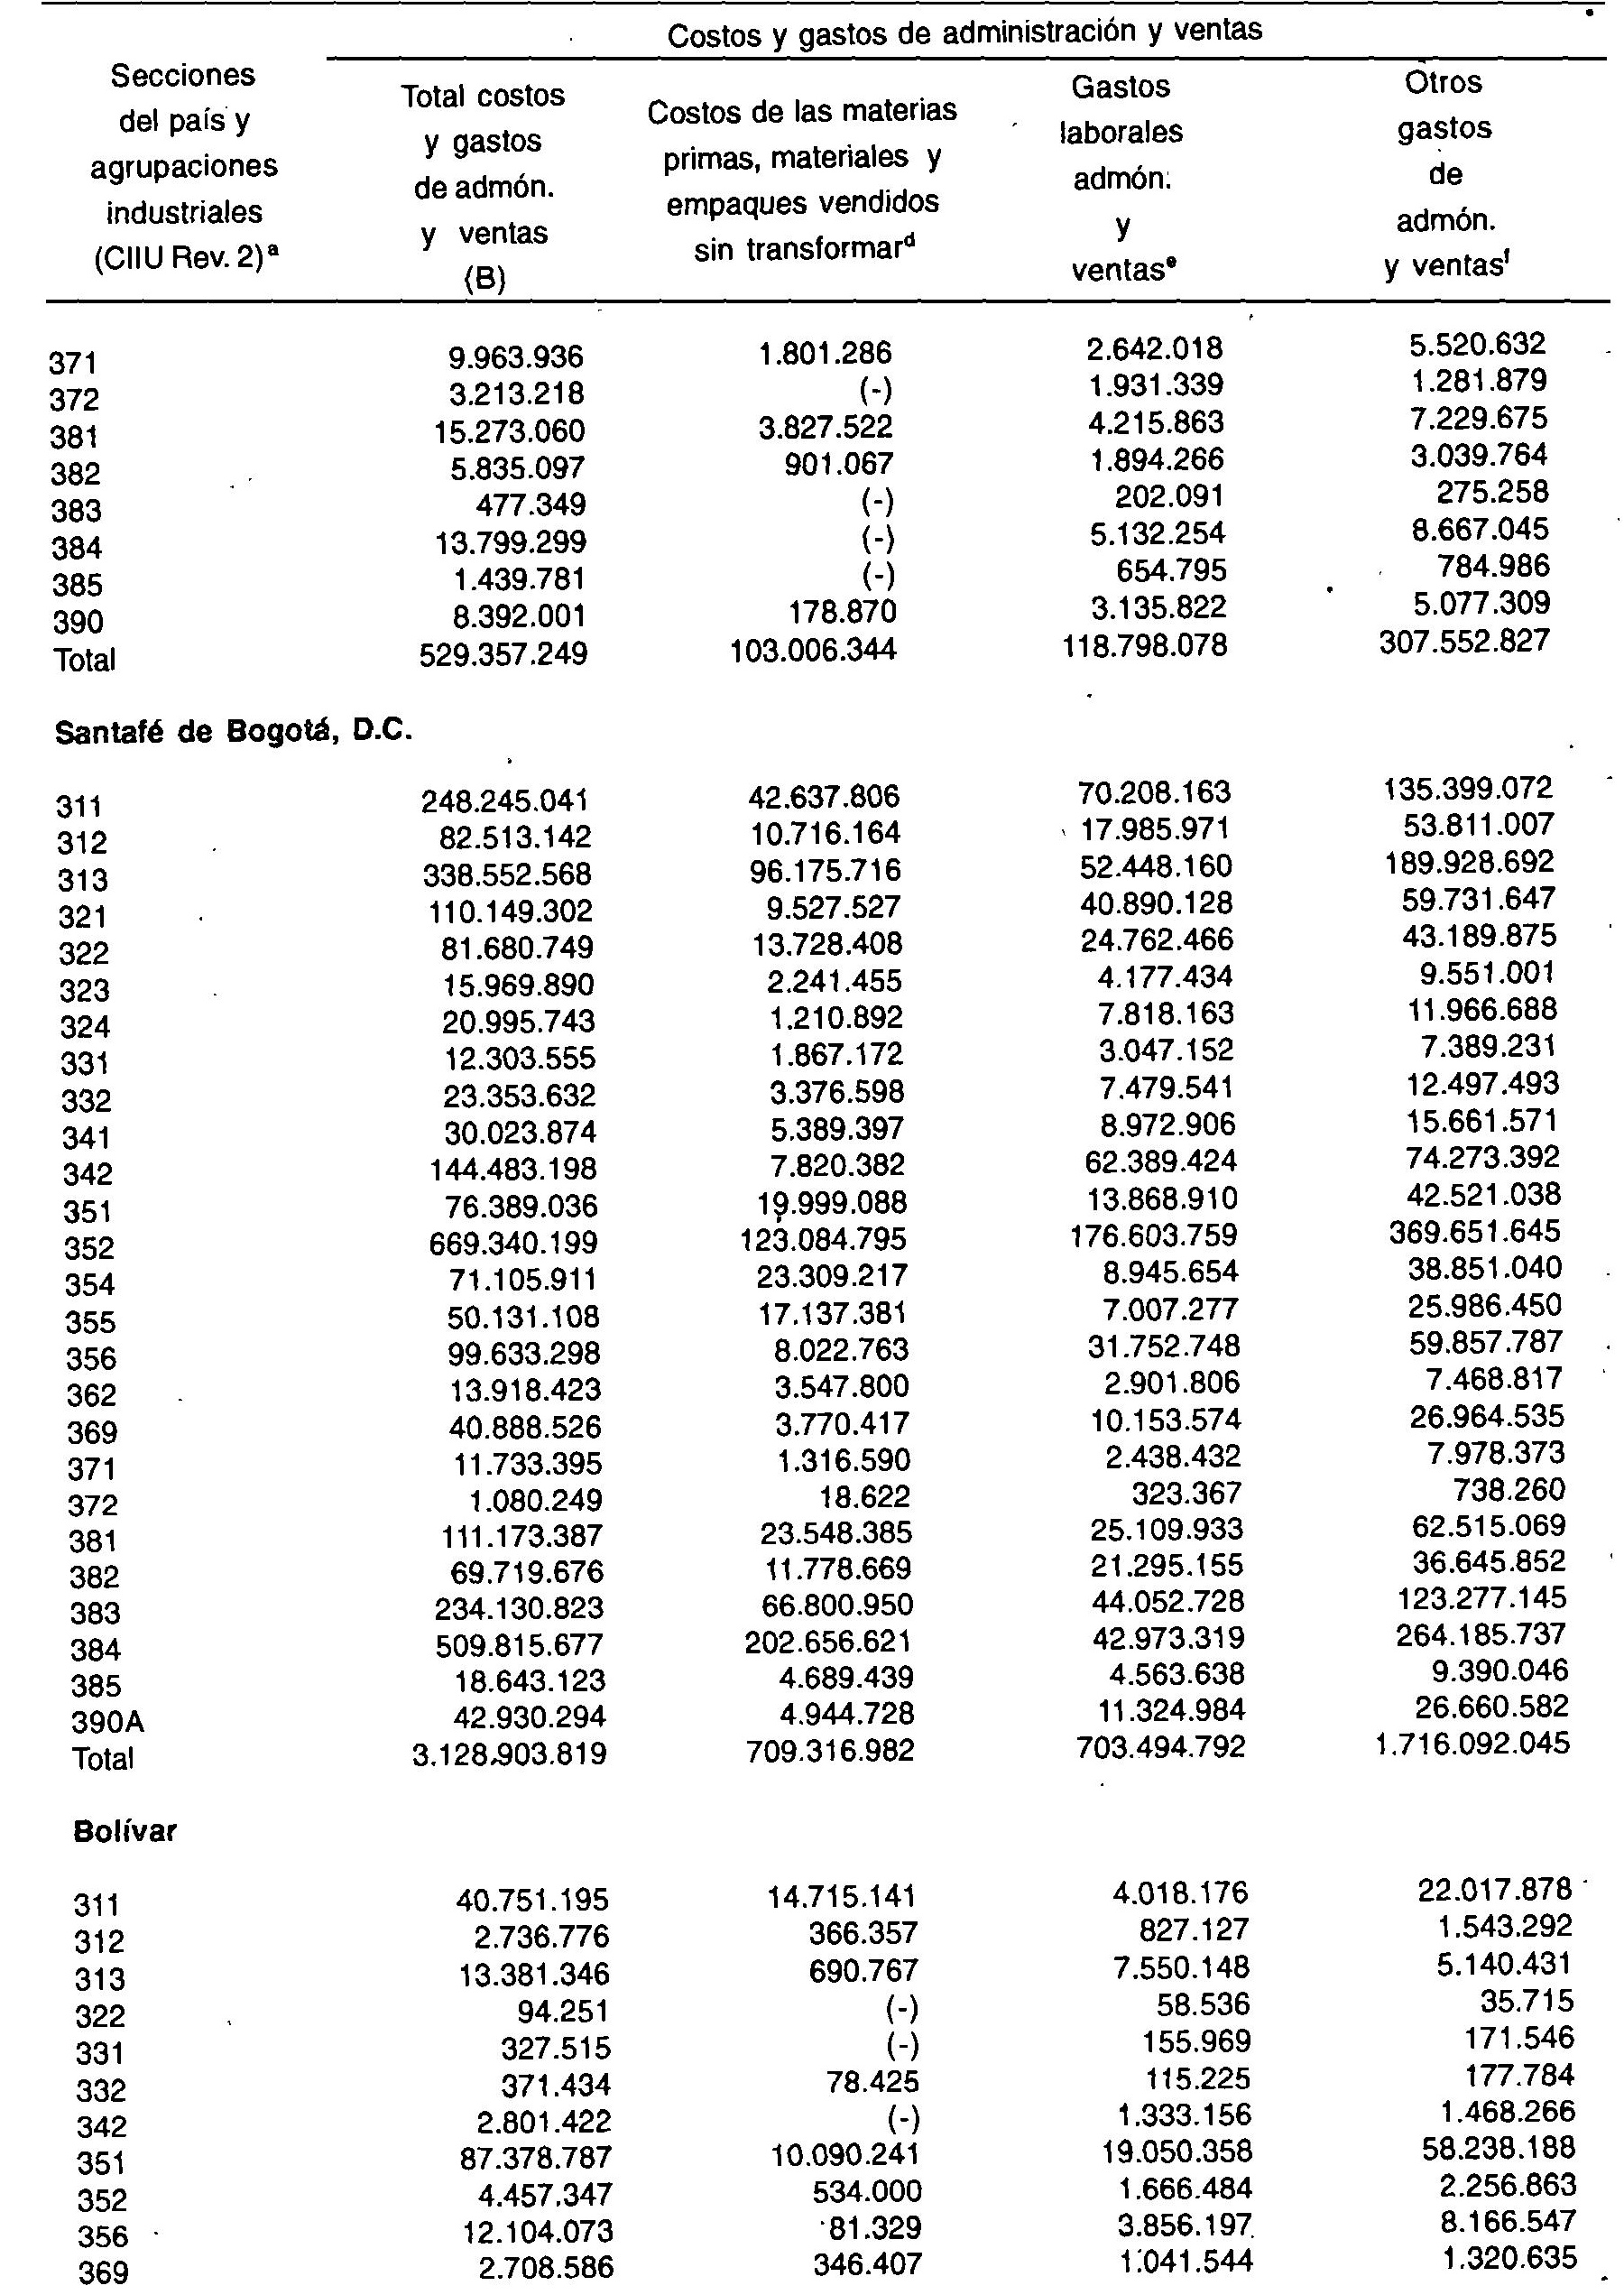 Costos y gastos de administración y ventas
Secciones del país y agrupaciones industriales (CIIU Rev. 2)ª
Total costos y gastos de admón. y ventas (B)
Costos de las materias primas, materiales y empaques vendidos sin transformarᵈ
Gastos laborales admón. y ventasᵉ
Otros gastos de admón. y ventasᶠ
371 9.963.936 1.801.286 2.642.018 5.520.632
372 3.213.218 (-) 1.931.339 1.281.879
381 15.273.060 3.827.522 4.215.863 7.229.675
382 5.835.097 901.067 1.894.266 3.039.764
383 477.349 (-) 202.091 275.258
384 13.799.299 (-) 5.132.254 8.667.045
385 1.439.781 (-) 654.795 784.986
390 8.392.001 178.870 3.135.822 5.077.309
Total 529.357.249 103.006.344 118.798.078 307.552.827
Santafé de Bogotá, D.C.
311 248.245.041 42.637.806 70.208.163 135.399.072
312 82.513.142 10.716.164 17.985.971 53.811.007
313 338.552.568 96.175.716 52.448.160 189.928.692
321 110.149.302 9.527.527 40.890.128 59.731.647
322 81.680.749 13.728.408 24.762.466 43.189.875
323 15.969.890 2.241.455 4.177.434 9.551.001
324 20.995.743 1.210.892 7.818.163 11.966.688
331 12.303.555 1.867.172 3.047.152 7.389.231
332 23.353.632 3.376.598 7.479.541 12.497.493
341 30.023.874 5.389.397 8.972.906 15.661.571
342 144.483.198 7.820.382 62.389.424 74.273.392
351 76.389.036 19.999.088 13.868.910 42.521.038
352 669.340.199 123.084.795 176.603.759 369.651.645
354 71.105.911 23.309.217 8.945.654 38.851.040
355 50.131.108 17.137.381 7.007.277 25.986.450
356 99.633.298 8.022.763 31.752.748 59.857.787
362 13.918.423 3.547.800 2.901.806 7.468.817
369 40.888.526 3.770.417 10.153.574 26.964.535
371 11.733.395 1.316.590 2.438.432 7.978.373
372 1.080.249 18.622 323.367 738.260
381 111.173.387 23.548.385 25.109.933 62.515.069
382 69.719.676 11.778.669 21.295.155 36.645.852
383 234.130.823 66.800.950 44.052.728 123.277.145
384 509.815.677 202.656.621 42.973.319 264.185.737
385 18.643.123 4.689.439 4.563.638 9.390.046
390A 42.930.294 4.944.728 11.324.984 26.660.582
Total 3.128.903.819 709.316.982 703.494.792 1.716.092.045
Bolívar
311 40.751.195 14.715.141 4.018.176 22.017.878
312 2.736.776 366.357 827.127 1.543.292
313 13.381.346 690.767 7.550.148 5.140.431
322 94.251 (-) 58.536 35.715
331 327.515 (-) 155.969 171.546
332 371.434 78.425 115.225 177.784
342 2.801.422 (-) 1.333.156 1.468.266
351 87.378.787 10.090.241 19.050.358 58.238.188
352 4.457.347 534.000 1.666.484 2.256.863
356 12.104.073 81.329 3.856.197 8.166.547
369 2.708.586 346.407 1.041.544 1.320.635